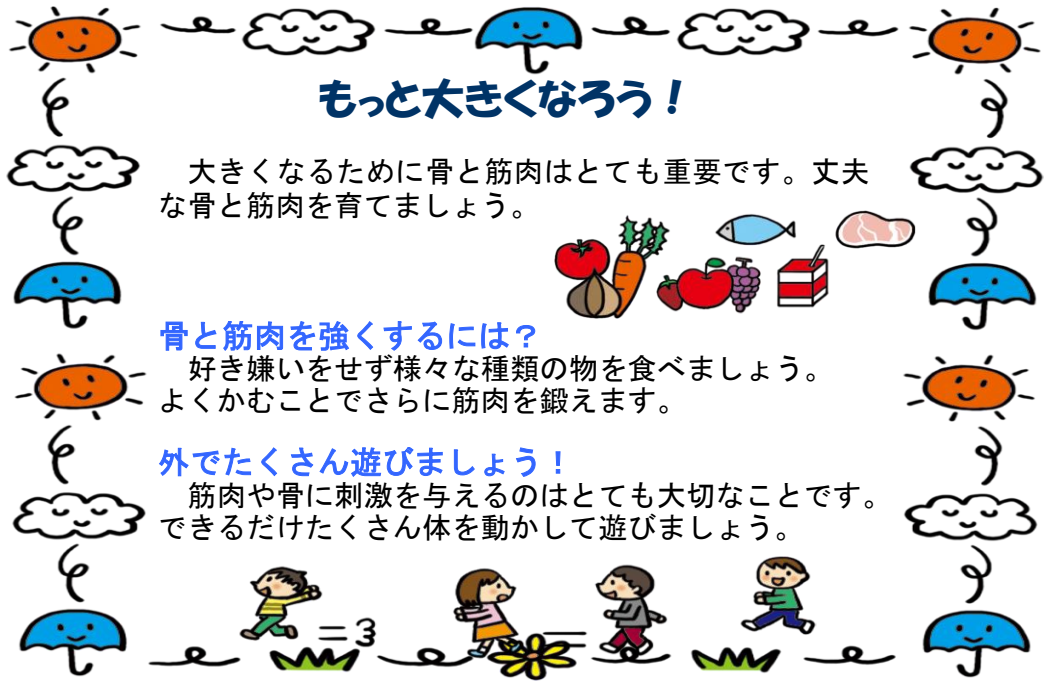 もっと大きくなろう！
大きくなるために骨と筋肉はとても重要です。丈夫
な骨と筋肉を育てましょう。
骨と筋肉を強くするには？
好き嫌いをせず様々な種類の物を食べましょう。
よくかむことでさらに筋肉を鍛えます。
外でたくさん遊びましょう！
筋肉や骨に刺激を与えるのはとても大切なことです。
できるだけたくさん体を動かして遊びましょう。